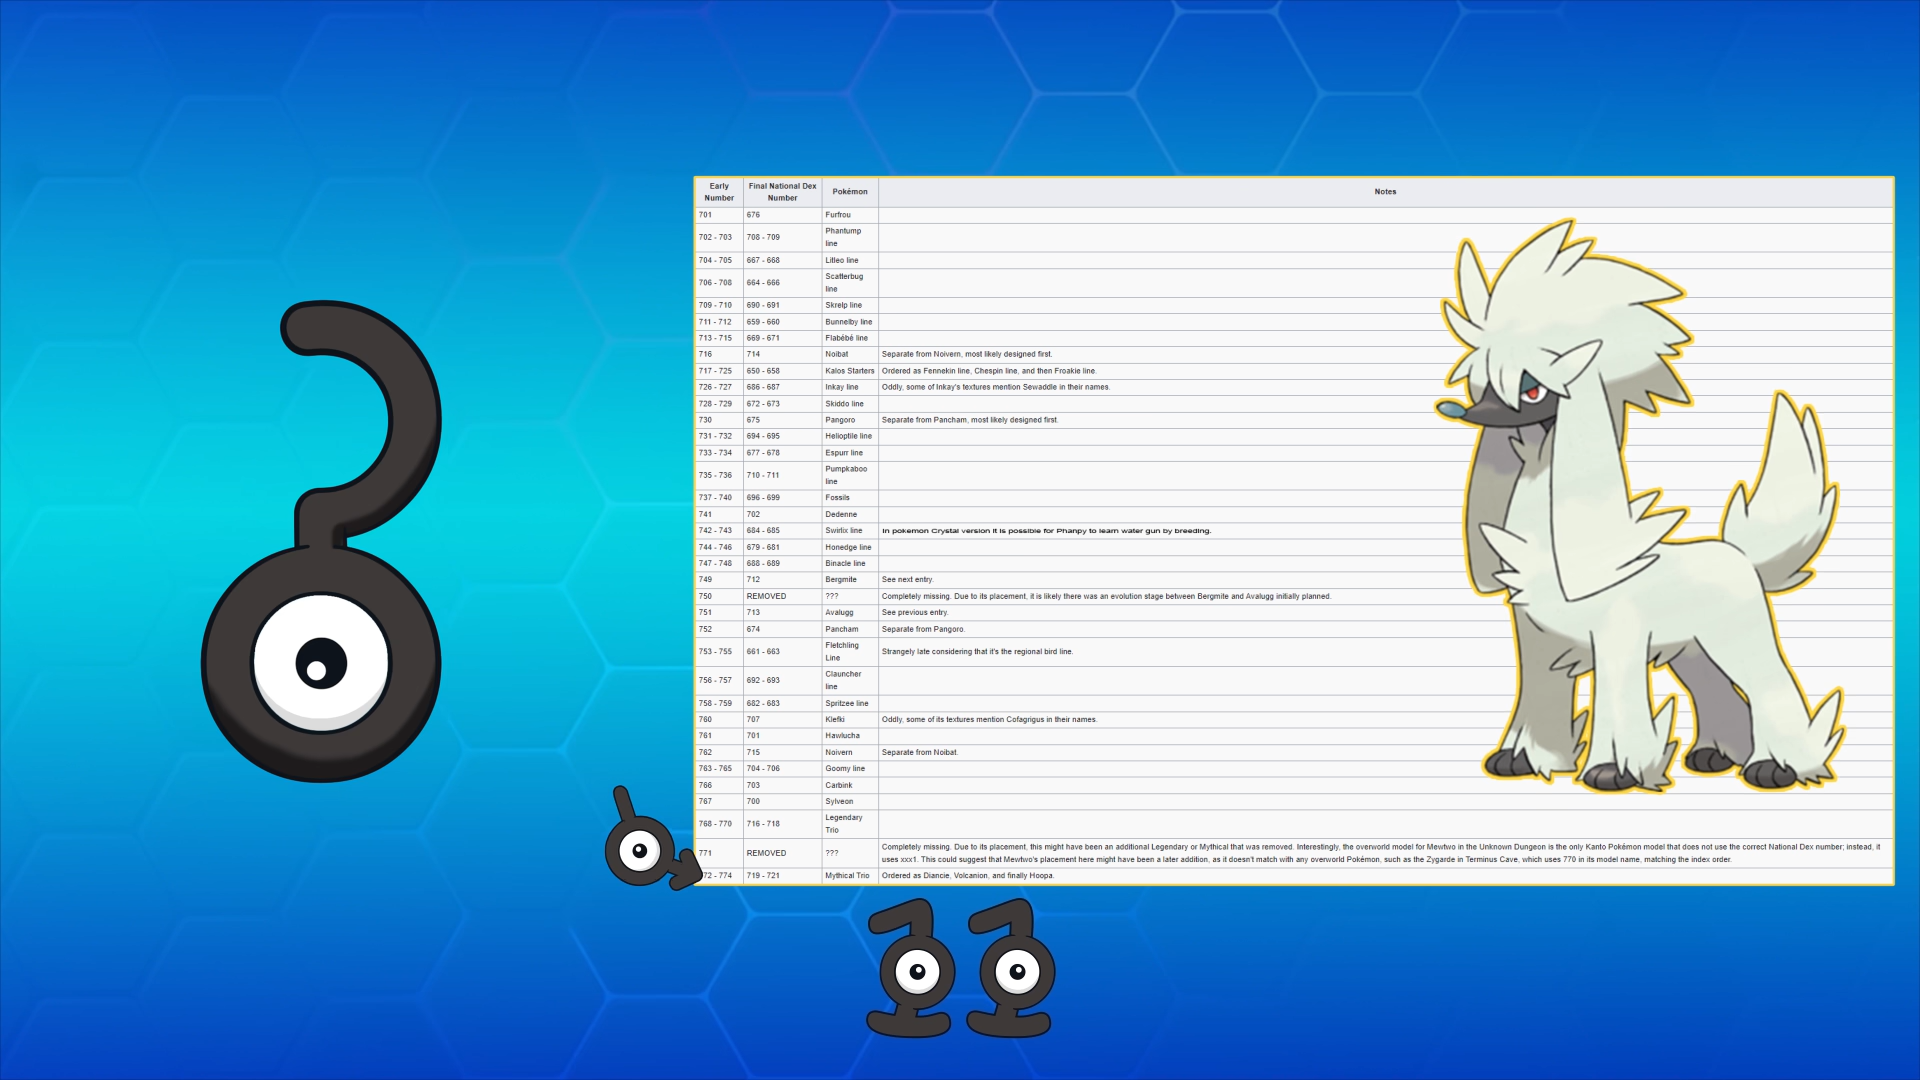 Early Number	Final National Dex Number	Pokémon	Notes
701	676	Furfrou
702 - 703	708 - 709	Phantump line
704 - 705	667 - 668	Litleo line
706 - 708	664 - 666	Scatterbug line
709 - 710	690 - 691	Skrelp line
711 - 712	659 - 660	Bunnelby line
713 - 715	669 - 671	Flabébé line
716	714	Noibat	Separate from Noivern, most likely designed first.
717 - 725	650 - 658	Kalos Starters	Ordered as Fennekin line, Chespin line, and then Froakie line.
726 - 727	686 - 687	Inkay line	Oddly, some of Inkay's textures mention Sewaddle in their names.
728 - 729	672 - 673	Skiddo line
730	675	Pangoro	Separate from Pancham, most likely designed first.
731 - 732	694 - 695	Helioptile line
733 - 734	677 - 678	Espurr line
735 - 736	710 - 711	Pumpkaboo line
737 - 740	696 - 699	Fossils
741	702	Dedenne
742 - 743	684 - 685	Swirlix line	In pokemon Crystal version it is possible for Phanpy to learn water gun by breeding.
744 - 746	679 - 681	Honedge line
747 - 748	688 - 689	Binacle line
749	712	Bergmite	See next entry.
750	REMOVED	???	Completely missing. Due to its placement, it is likely there was an evolution stage between Bergmite and Avalugg initially planned.
751	713	Avalugg	See previous entry.
752	674	Pancham	Separate from Pangoro.
753 - 755	661 - 663	Fletchling Line	Strangely late considering that it's the regional bird line.
756 - 757	692 - 693	Clauncher line
758 - 759	682 - 683	Spritzee line
760	707	Klefki	Oddly, some of its textures mention Cofagrigus in their names.
761	701	Hawlucha
762	715	Noivern	Separate from Noibat.
763 - 765	704 - 706	Goomy line
766	703	Carbink
767	700	Sylveon
768 - 770	716 - 718	Legendary Trio
771	REMOVED	???	Completely missing. Due to its placement, this might have been an additional Legendary or Mythical that was removed. Interestingly, the overworld model for Mewtwo in the Unknown Dungeon is the only Kanto Pokémon model that does not use the correct National Dex number; instead, it
uses xxx1. This could suggest that Mewtwo's placement here might have been a later addition, as it doesn't match with any overworld Pokémon, such as the Zygarde in Terminus Cave, which uses 770 in its model name, matching the index order.
72 - 774	719 - 721	Mythical Trio	Ordered as Diancie, Volcanion, and finally Hoopa.